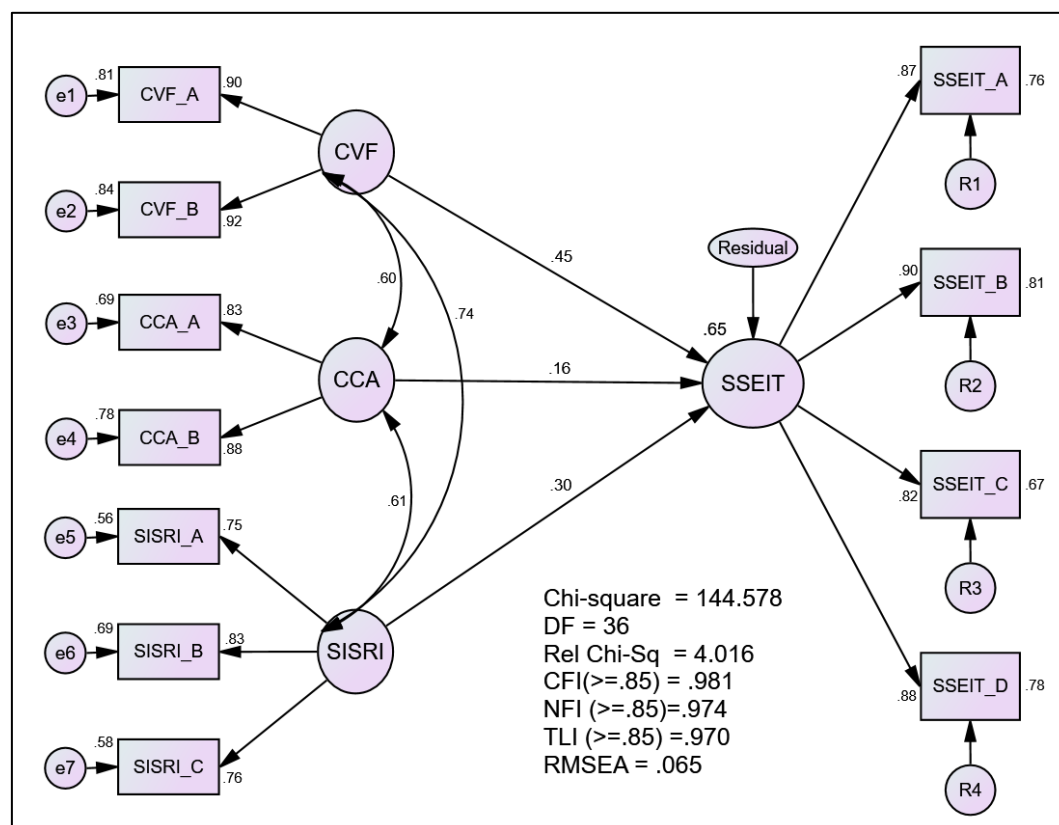 e1
.81
CVF_A
.90
e2
.84
CVF_B
.92
e3
.69
CCA_A
.83
e4
.78
CCA_B
.88
e5
.56
SISRI_A
.75
e6
.69
SISRI_B
.83
e7
.58
SISRI_C
.76
CVF
CCA
SISRI
.60
.74
.61
.45
.16
.30
Residual
.65
SSEIT
.87
SSEIT_A
.76
R1
.90
SSEIT_B
.81
R2
.82
SSEIT_C
.67
R3
.88
SSEIT_D
.78
R4
Chi-square = 144.578
DF = 36
Rel Chi-Sq = 4.016
CFI(>=.85) = .981
NFI (>=.85)=.974
TLI (>=.85) =.970
RMSEA = .065